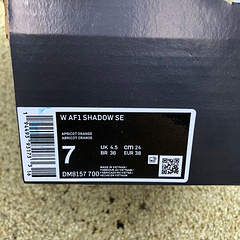 W AF1 SHADOW SE
APRICOT ORANGE
ABRICOT ORANGE
7
UK 4.5 CM 24
BR 36 EUR 38
DM8157 700
MADE IN VIETNAM